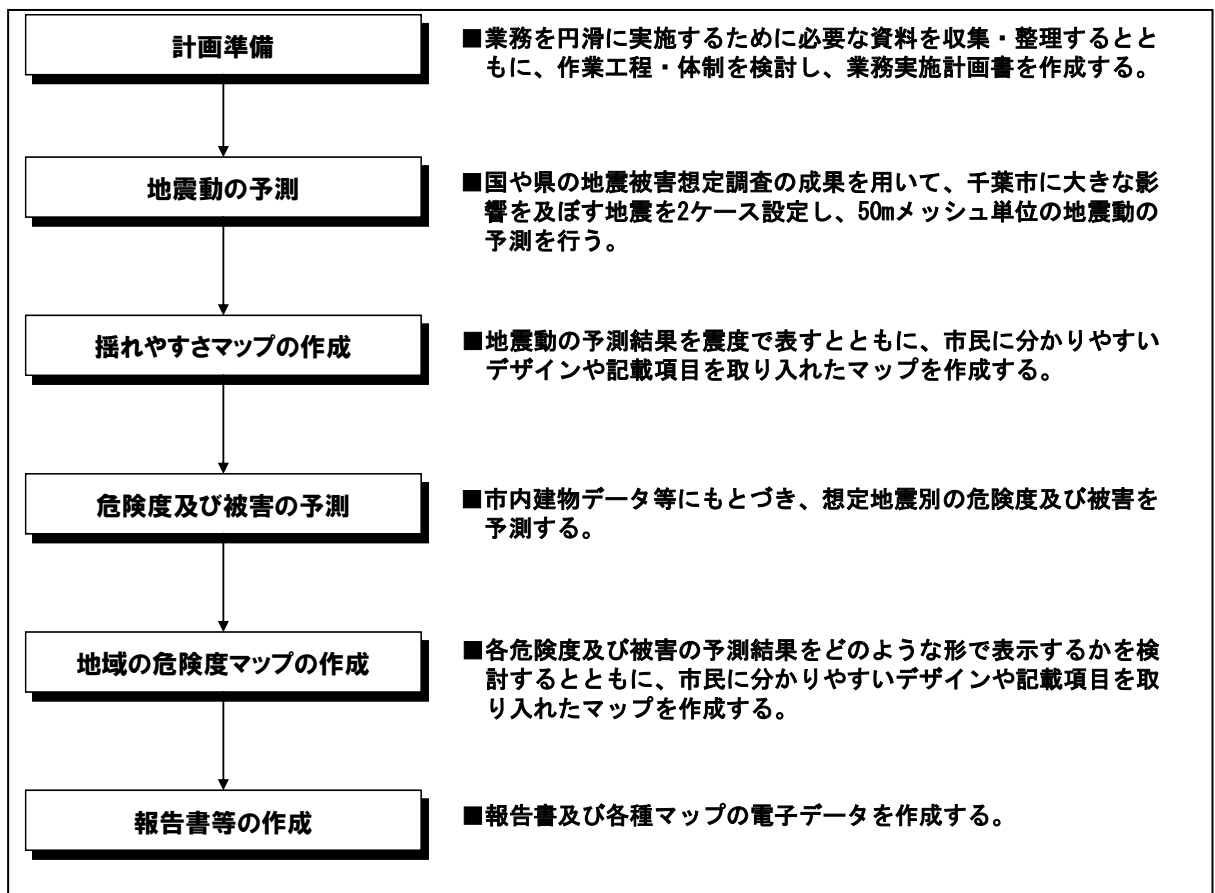 計画準備
■業務を円滑に実施するために必要な資料を収集・整理するとと
もに、作業工程・体制を検討し、業務実施計画書を作成する。
地震動の予測
■国や県の地震被害想定調査の成果を用いて、千葉市に大きな影
響を及ぼす地震を2ケース設定し、50mメッシュ単位の地震動の
予測を行う。
揺れやすさマップの作成
■地震動の予測結果を震度で表すとともに、市民に分かりやすい
デザインや記載項目を取り入れたマップを作成する。
危険度及び被害の予測
■市内建物データ等にもとづき、想定地震別の危険度及び被害を
予測する。
地域の危険度マップの作成
■各危険度及び被害の予測結果をどのような形で表示するかを検
討するとともに、市民に分かりやすいデザインや記載項目を取
り入れたマップを作成する。
報告書等の作成
■報告書及び各種マップの電子データを作成する。